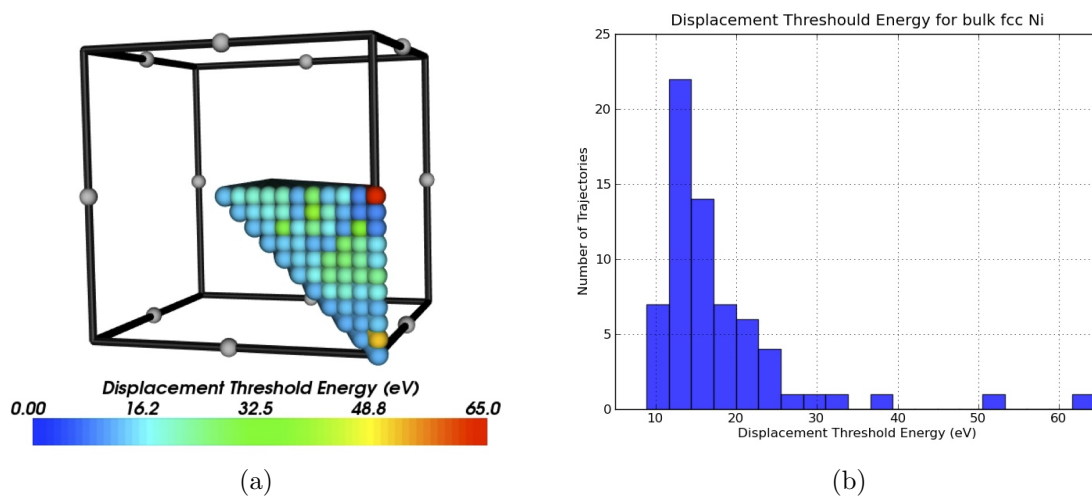 Displacement Threshold Energy (eV)
0.00 16.2 32.5 48.8 65.0
(a)
Displacement Threshould Energy for bulk fcc Ni
Number of Trajectories
25
20
15
10
5
0
10 20 30 40 50 60
Displacement Threshold Energy (eV)
(b)